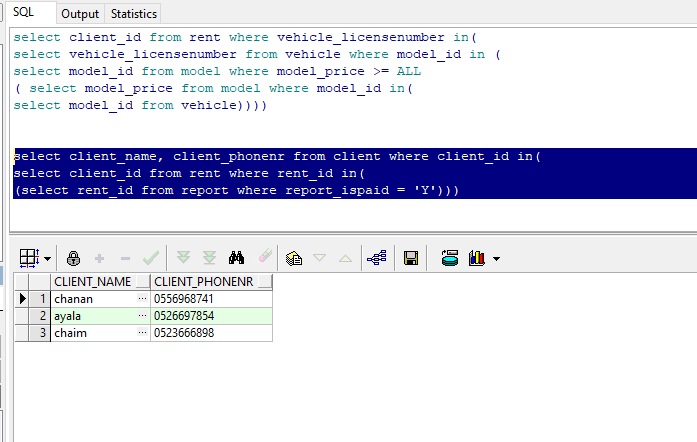 SQL Output Statistics
select client_id from rent where vehicle_licensenumber in(
select vehicle_licensenumber from vehicle where model_id in (
select model_id from model where model_price >= ALL
( select model_price from model where model_id in(
select model_id from vehicle))))
select client_name, client_phonenr from client where client_id in(
select client_id from rent where rent_id in(
(select rent_id from report where report_ispaid = 'Y')))
CLIENT_NAME CLIENT_PHONENR
1 chanan ... 0556968741
2 ayala ... 0526697854
3 chaim ... 0523666898